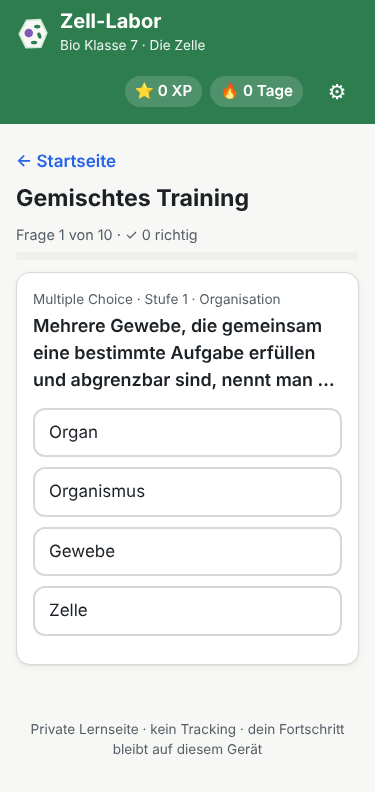 Zell-Labor
Bio Klasse 7 · Die Zelle
⭐ 0 XP
🔥 0 Tage
⚙
← Startseite
Gemischtes Training
Frage 1 von 10 · ✓ 0 richtig
Multiple Choice · Stufe 1 · Organisation
Mehrere Gewebe, die gemeinsam
eine bestimmte Aufgabe erfüllen
und abgrenzbar sind, nennt man …
Organ
Organismus
Gewebe
Zelle
Private Lernseite · kein Tracking · dein Fortschritt
bleibt auf diesem Gerät